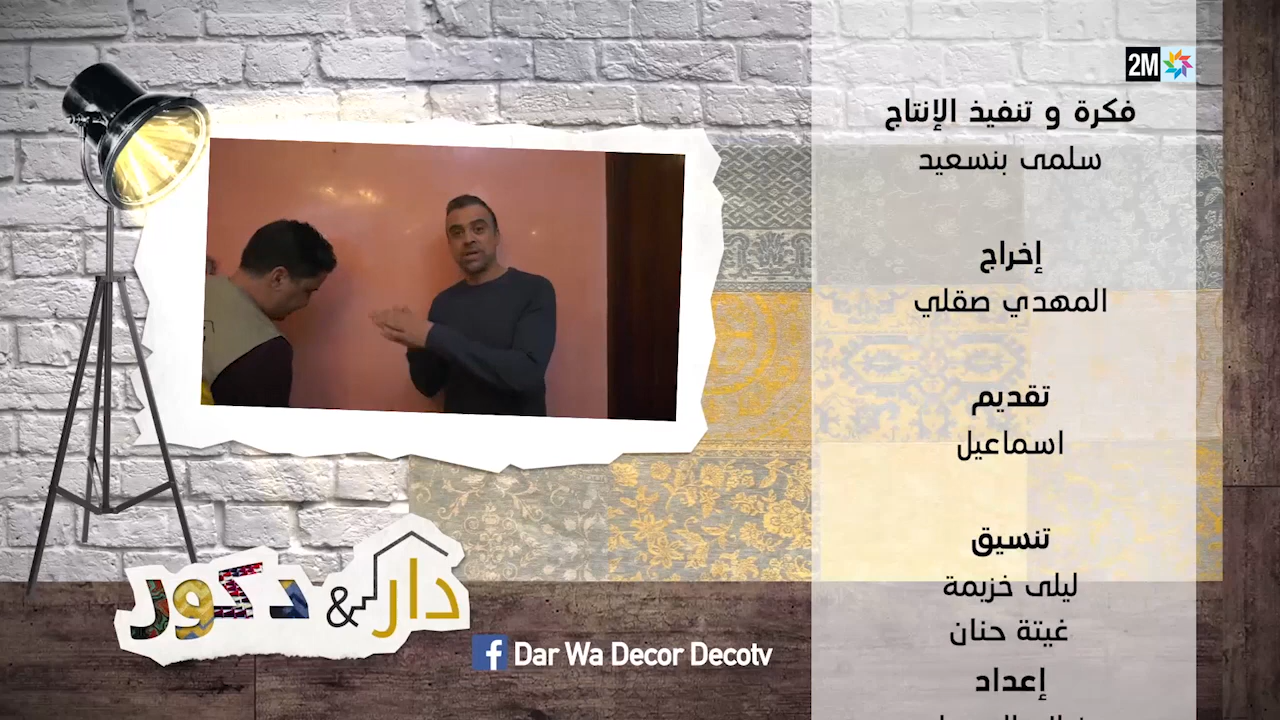 2M
فكرة و تنفيذ الإنتاج
سلمى بنسعيد
إخراج
المهدي صقلي
تقديم
اسماعيل
تنسيق
ليلى خزيمة
غيتة حنان
إعداد
دار & دكور
Dar Wa Decor Decotv